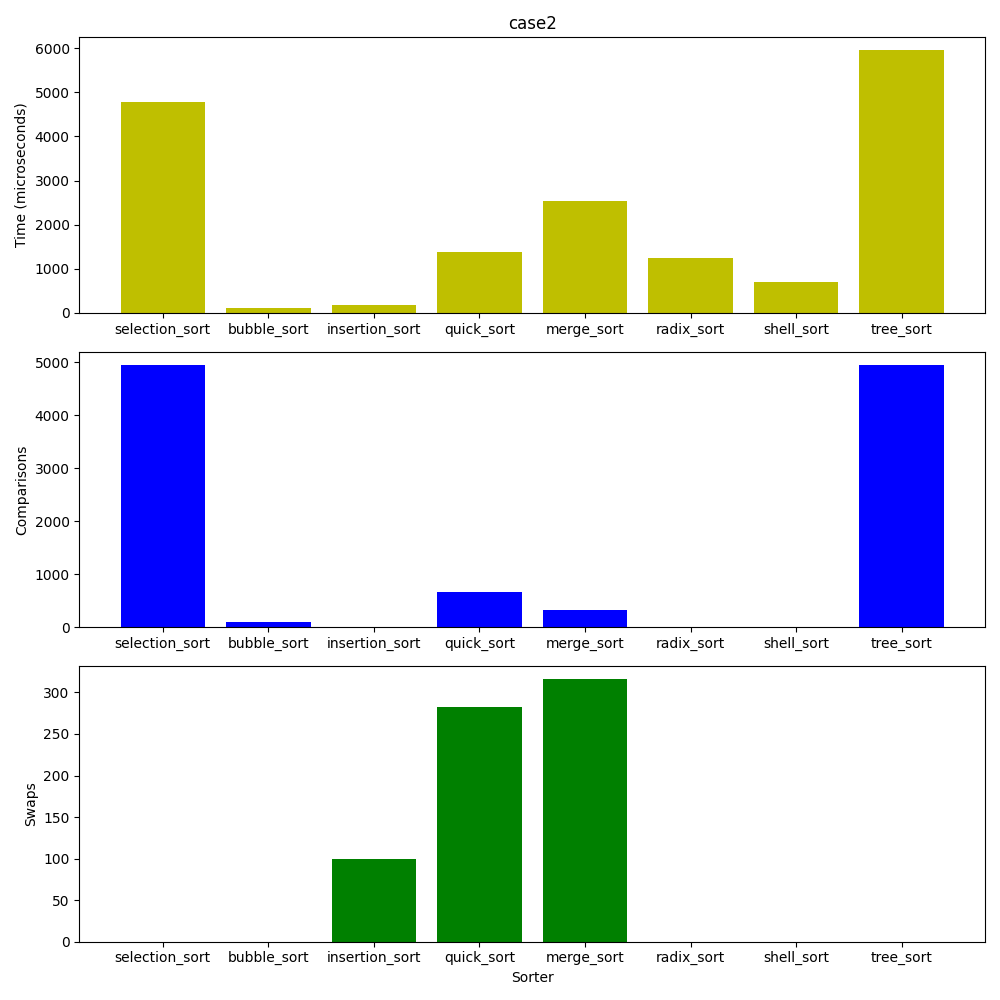 case2
Time (microseconds)
6000
5000
4000
3000
2000
1000
0
selection_sort bubble_sort insertion_sort quick_sort merge_sort radix_sort shell_sort tree_sort
Comparisons
5000
4000
3000
2000
1000
0
selection_sort bubble_sort insertion_sort quick_sort merge_sort radix_sort shell_sort tree_sort
Swaps
300
250
200
150
100
50
0
selection_sort bubble_sort insertion_sort quick_sort merge_sort radix_sort shell_sort tree_sort
Sorter